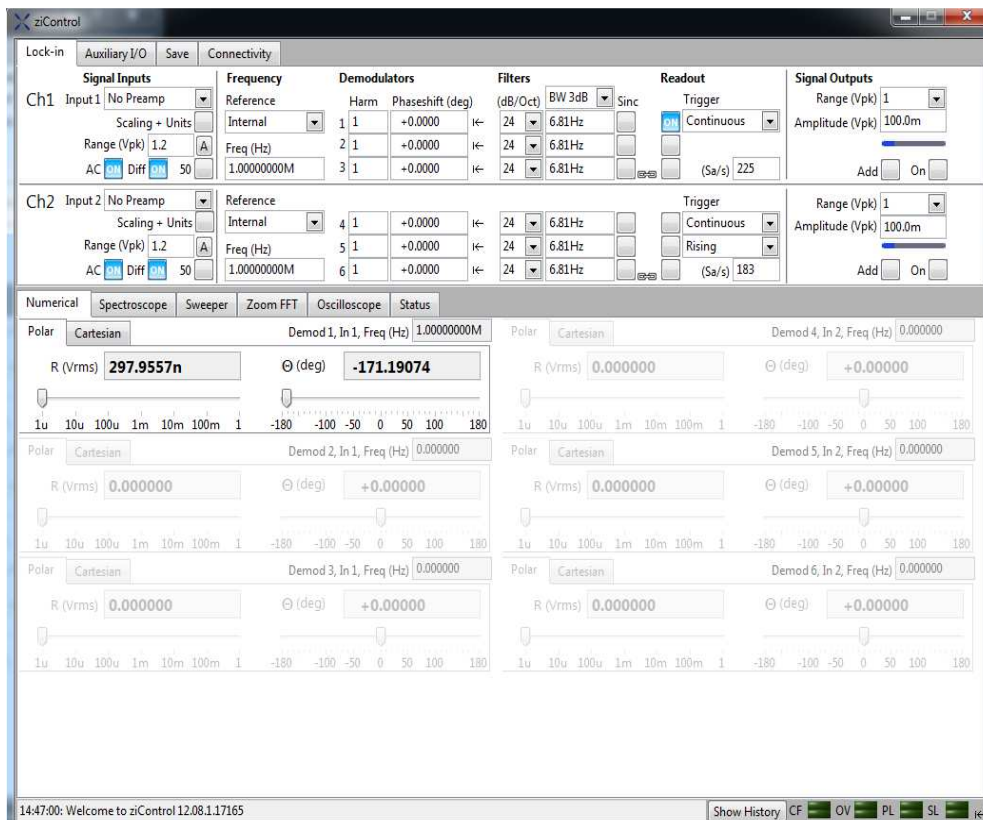 ziControl
Lock-in Auxiliary I/O Save Connectivity
Signal Inputs Frequency Demodulators Filters Readout Signal Outputs
Ch1 Input 1 No Preamp Reference Harm Phaseshift (deg) (dB/Oct) BW 3dB Sinc Trigger Range (Vpk) 1
Scaling + Units Internal 1 1 +0.0000 24 6.81Hz ON Continuous Amplitude (Vpk) 100.0m
Range (Vpk) 1.2 A Freq (Hz) 2 1 +0.0000 24 6.81Hz
AC ON Diff ON 50 1.00000000M 3 1 +0.0000 24 6.81Hz (Sa/s) 225 Add On
Ch2 Input 2 No Preamp Reference Trigger Range (Vpk) 1
Scaling + Units Internal 4 1 +0.0000 24 6.81Hz Continuous Amplitude (Vpk) 100.0m
Range (Vpk) 1.2 A Freq (Hz) 5 1 +0.0000 24 6.81Hz Rising
AC ON Diff ON 50 1.00000000M 6 1 +0.0000 24 6.81Hz (Sa/s) 183 Add On
Numerical Spectroscope Sweeper Zoom FFT Oscilloscope Status
Polar Cartesian Demod 1, In 1, Freq (Hz) 1.00000000M Polar Cartesian Demod 4, In 2, Freq (Hz) 0.000000
R (Vrms) 297.9557n Θ (deg) -171.19074 R (Vrms) 0.000000 Θ (deg) +0.00000
1u 10u 100u 1m 10m 100m 1 -180 -100 -50 0 50 100 180 1u 10u 100u 1m 10m 100m 1 -180 -100 -50 0 50 100 180
Polar Cartesian Demod 2, In 1, Freq (Hz) 0.000000 Polar Cartesian Demod 5, In 2, Freq (Hz) 0.000000
R (Vrms) 0.000000 Θ (deg) +0.00000 R (Vrms) 0.000000 Θ (deg) +0.00000
1u 10u 100u 1m 10m 100m 1 -180 -100 -50 0 50 100 180 1u 10u 100u 1m 10m 100m 1 -180 -100 -50 0 50 100 180
Polar Cartesian Demod 3, In 1, Freq (Hz) 0.000000 Polar Cartesian Demod 6, In 2, Freq (Hz) 0.000000
R (Vrms) 0.000000 Θ (deg) +0.00000 R (Vrms) 0.000000 Θ (deg) +0.00000
1u 10u 100u 1m 10m 100m 1 -180 -100 -50 0 50 100 180 1u 10u 100u 1m 10m 100m 1 -180 -100 -50 0 50 100 180
14:47:00: Welcome to ziControl 12.08.1.17165 Show History CF OV PL SL